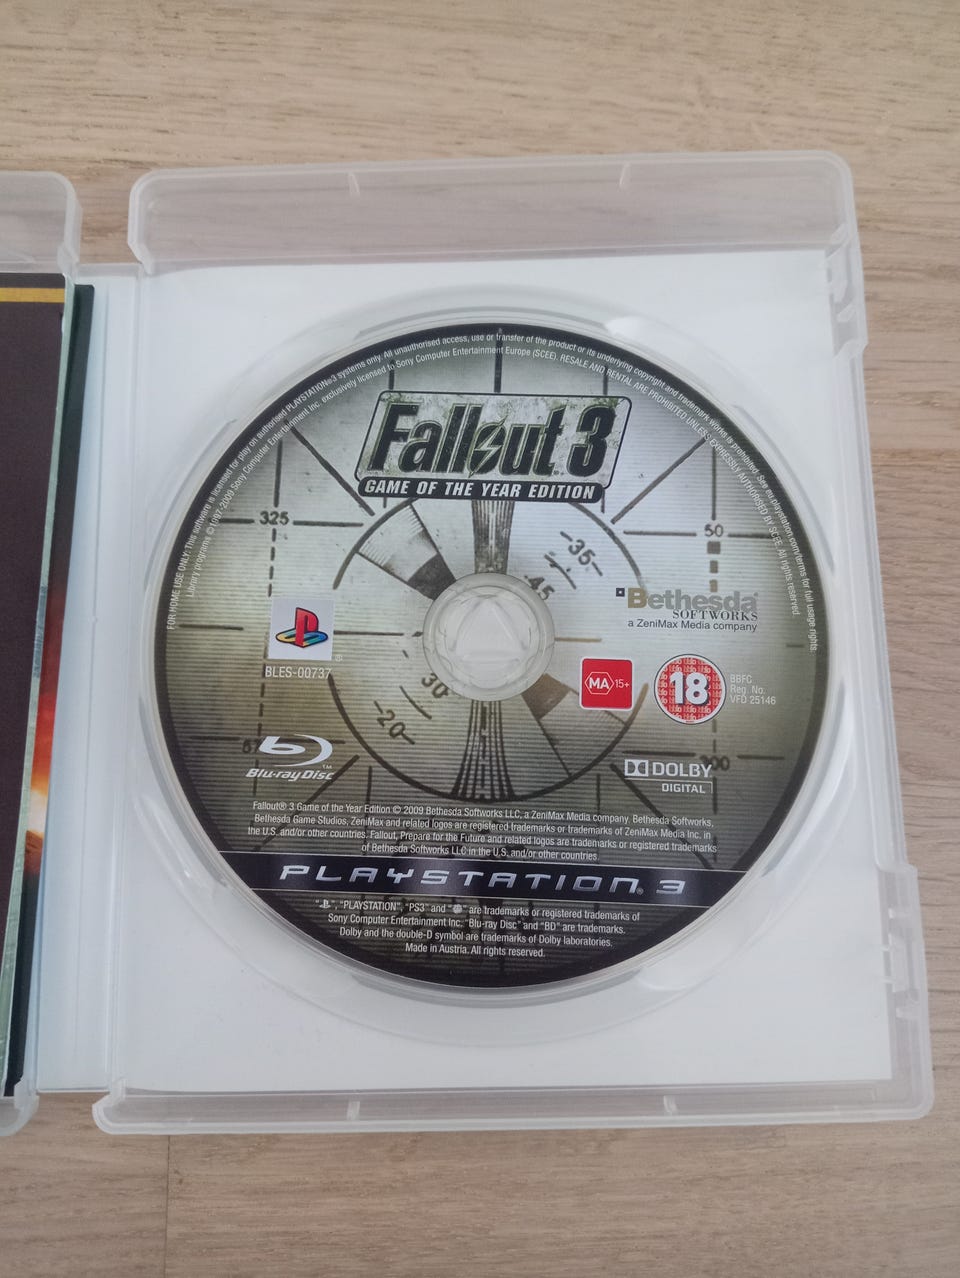 FOR HOME USE ONLY: This software is licensed for play on authorised PLAYSTATION®3 systems only. All unauthorised access, use or transfer of the product or its underlying copyright and trademark works is prohibited. See eu.playstation.com/terms for full usage rights.
Library programs ©1997-2009 Sony Computer Entertainment Inc. exclusively licensed to Sony Computer Entertainment Europe (SCEE). RESALE AND RENTAL ARE PROHIBITED UNLESS EXPRESSLY AUTHORISED BY SCEE. All rights reserved.
Fallout 3
GAME OF THE YEAR EDITION
325
50
-35-
45
Bethesda®
SOFTWORKS
a ZeniMax Media company
BLES-00737
MA 15+
18
BBFC
Reg. No.
VFD 25146
30
-20-
Blu-ray Disc™
DOLBY
DIGITAL
Fallout® 3 Game of the Year Edition © 2009 Bethesda Softworks LLC, a ZeniMax Media company. Bethesda Softworks,
Bethesda Game Studios, ZeniMax and related logos are registered trademarks or trademarks of ZeniMax Media Inc. in
the U.S. and/or other countries. Fallout, Prepare for the Future and related logos are trademarks or registered trademarks
of Bethesda Softworks LLC in the U.S. and/or other countries.
PLAYSTATION®3
"", "PLAYSTATION", "PS3" and "" are trademarks or registered trademarks of
Sony Computer Entertainment Inc. "Blu-ray Disc" and "BD" are trademarks.
Dolby and the double-D symbol are trademarks of Dolby laboratories.
Made in Austria. All rights reserved.